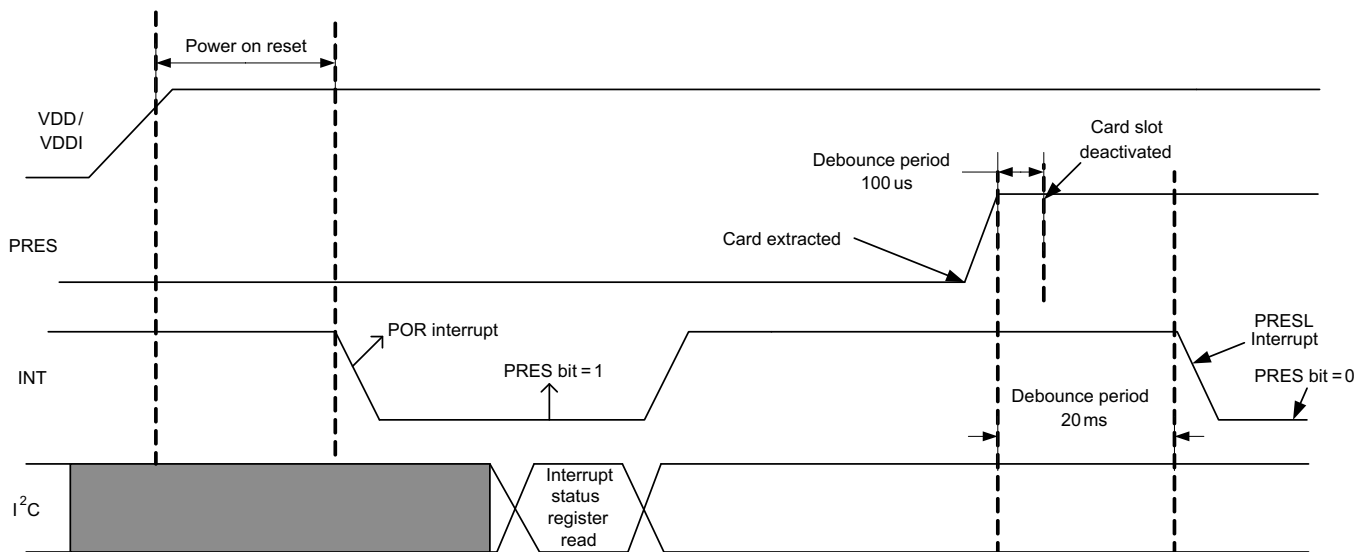 Power on reset
VDD/
VDDI
Card slot
deactivated
Debounce period
100 us
PRES
Card extracted
POR interrupt
PRESL
Interrupt
INT
PRES bit = 1
PRES bit = 0
Debounce period
20 ms
I²C
Interrupt
status
register
read